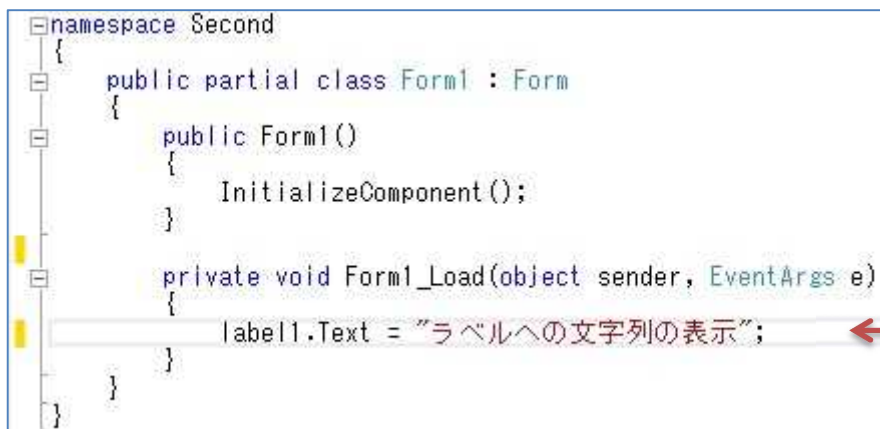 namespace Second
{
public partial class Form1 : Form
{
public Form1()
{
InitializeComponent();
}
private void Form1_Load(object sender, EventArgs e)
{
label1.Text = "ラベルへの文字列の表示";
}
}
}